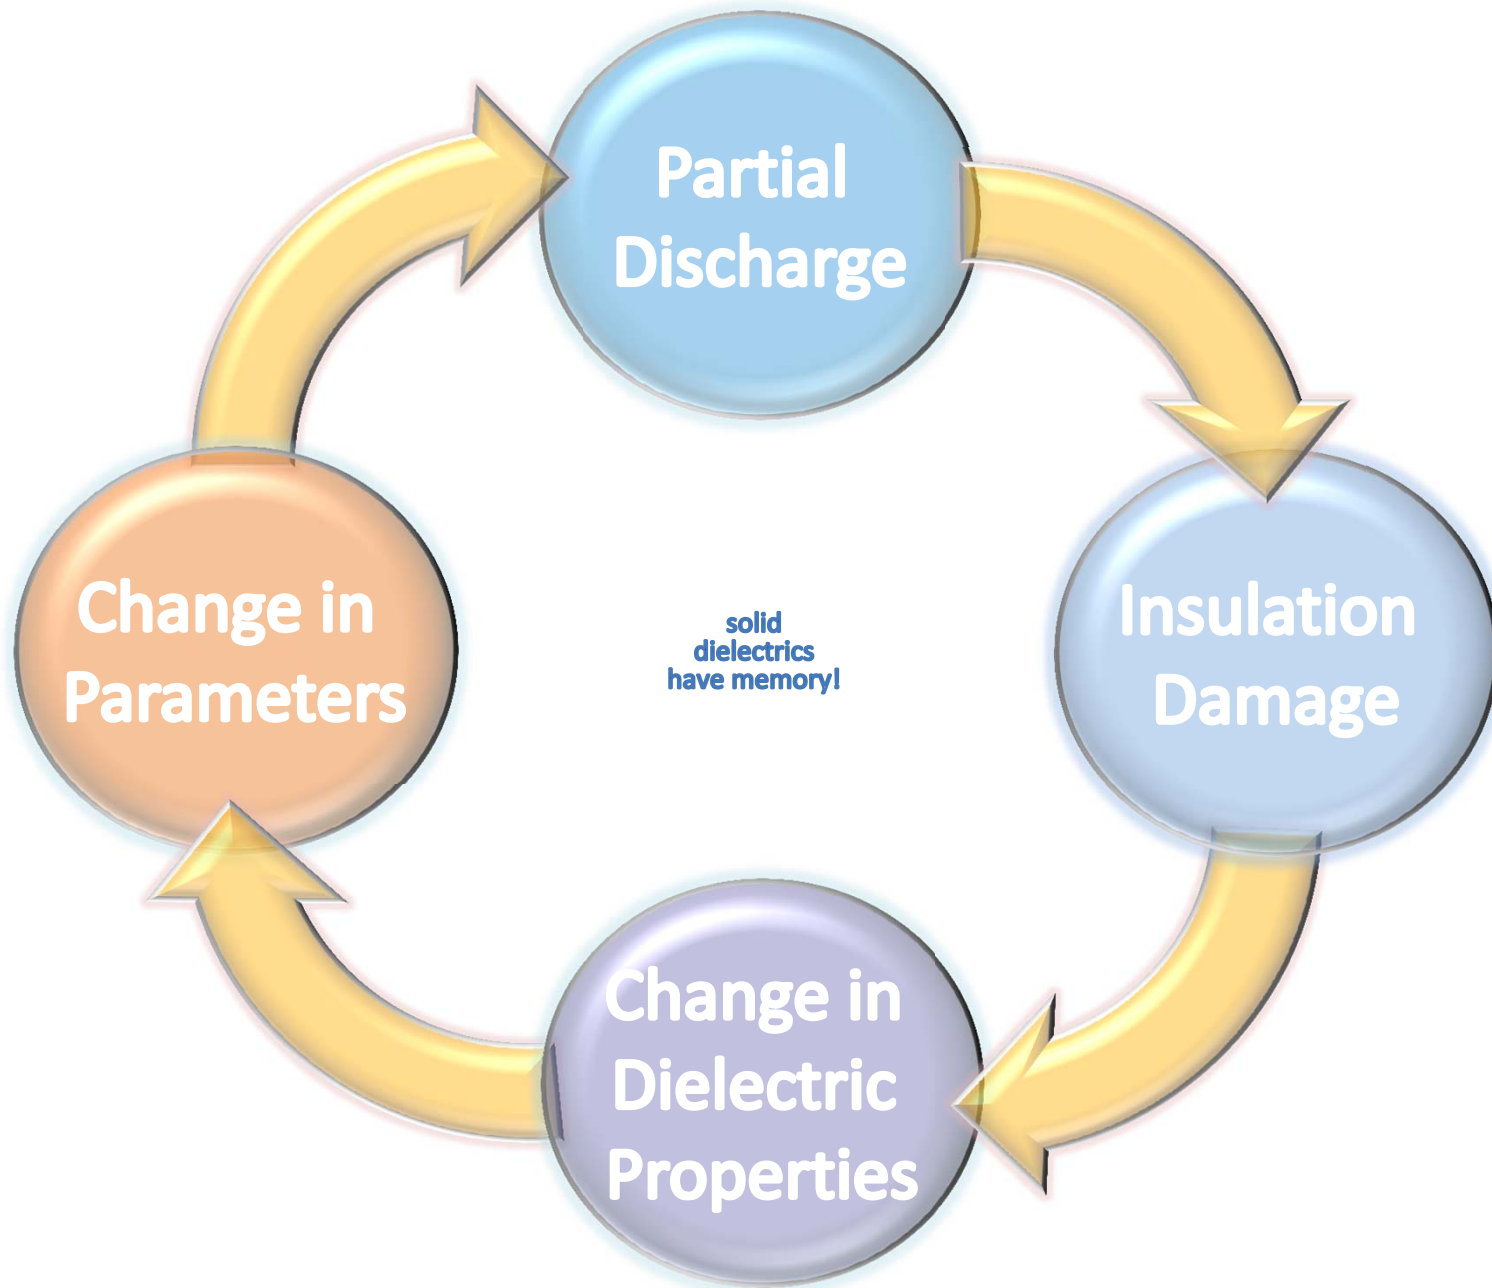 Partial
Discharge
Insulation
Damage
Change in
Dielectric
Properties
Change in
Parameters
solid
dielectrics
have memory!